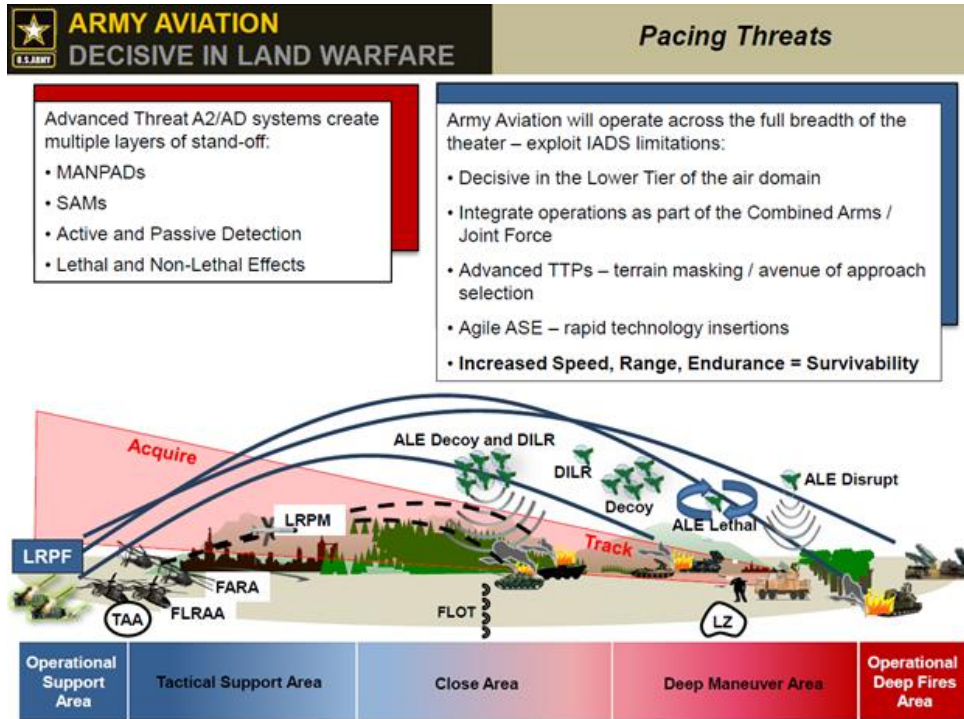 U.S.ARMY
ARMY AVIATION
DECISIVE IN LAND WARFARE
Pacing Threats
Advanced Threat A2/AD systems create
multiple layers of stand-off:
• MANPADs
• SAMs
• Active and Passive Detection
• Lethal and Non-Lethal Effects
Army Aviation will operate across the full breadth of the
theater – exploit IADS limitations:
• Decisive in the Lower Tier of the air domain
• Integrate operations as part of the Combined Arms /
Joint Force
• Advanced TTPs – terrain masking / avenue of approach
selection
• Agile ASE – rapid technology insertions
• Increased Speed, Range, Endurance = Survivability
Acquire
ALE Decoy and DILR
DILR
Decoy
ALE Lethal
ALE Disrupt
LRPM
Track
LRPF
FARA
FLRAA
TAA
FLOT
LZ
Operational
Support
Area
Tactical Support Area
Close Area
Deep Maneuver Area
Operational
Deep Fires
Area